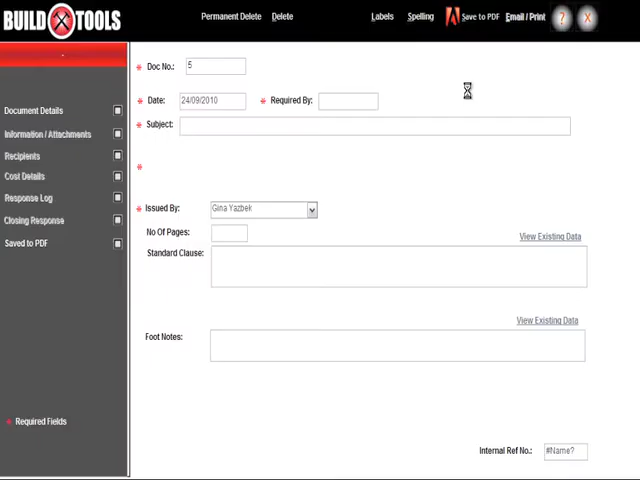 BUILD TOOLS
Permanent Delete Delete Labels Spelling Save to PDF Email / Print ? X
* Doc No.: 5
* Date: 24/09/2010 * Required By:
* Subject:
*
* Issued By: Gina Yazbek
No Of Pages:
View Existing Data
Standard Clause:
View Existing Data
Foot Notes:
Internal Ref No.: #Name?
Document Details
Information / Attachments
Recipients
Cost Details
Response Log
Closing Response
Saved to PDF
* Required Fields